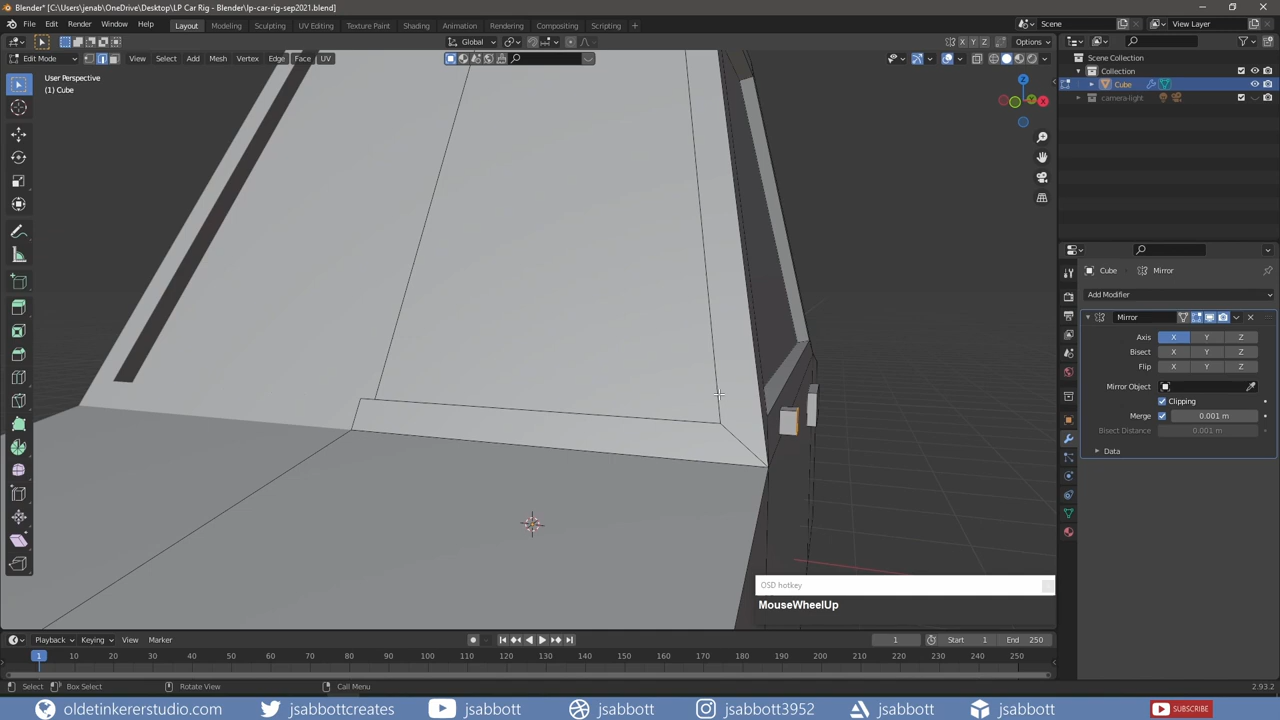 Blender* [C:\Users\jenab\OneDrive\Desktop\LP Car Rig - Blender\lp-car-rig-sep2021.blend]
File Edit Render Window Help Layout Modeling Sculpting UV Editing Texture Paint Shading Animation Rendering Compositing Scripting + Scene View Layer
Global Options
Edit Mode View Select Add Mesh Vertex Edge Face UV
User Perspective
(1) Cube
Scene Collection
Collection
Cube
camera-light
Cube Mirror
Add Modifier
Mirror
Axis X Y Z
Bisect X Y Z
Flip X Y Z
Mirror Object
Clipping
Merge 0.001 m
Bisect Distance 0.001 m
Data
Z
X
Y
OSD hotkey
MouseWheelUp
Playback Keying View Marker 1 Start 1 End 250
1 10 20 30 40 50 60 70 80 90 100 110 120 130 140 150 160 170 180 190 200 210 220 230 240 250
Select Box Select Rotate View Call Menu 2.93.2
oldetinkererstudio.com jsabbottcreates jsabbott jsabbott jsabbott3952 jsabbott jsabbott SUBSCRIBE